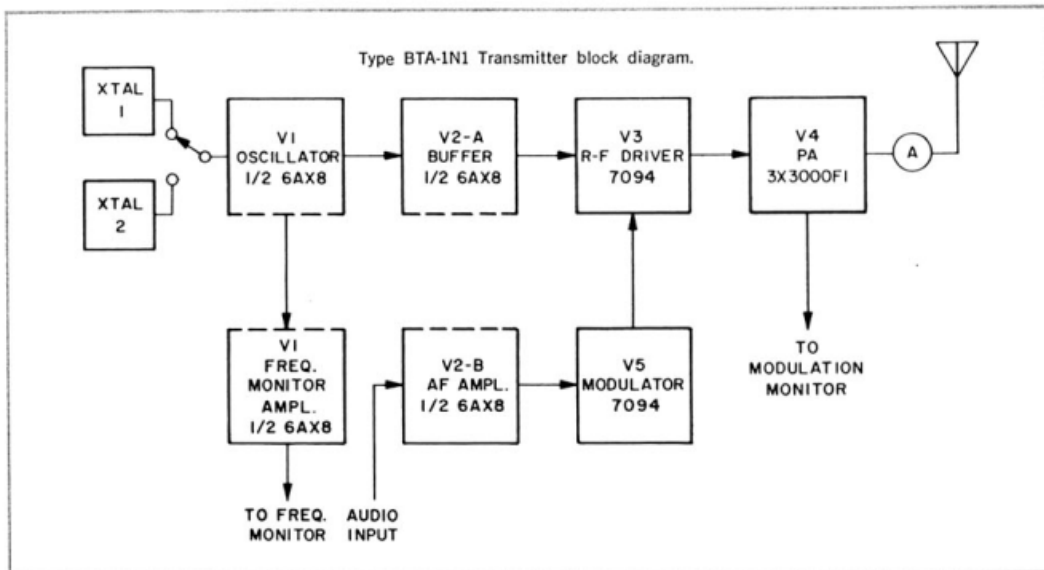 Type BTA-1N1 Transmitter block diagram.
XTAL
1
XTAL
2
V1
OSCILLATOR
1/2 6AX8
V2-A
BUFFER
1/2 6AX8
V3
R-F DRIVER
7094
V4
PA
3X3000F1
A
V1
FREQ.
MONITOR
AMPL.
1/2 6AX8
V2-B
AF AMPL.
1/2 6AX8
V5
MODULATOR
7094
TO
MODULATION
MONITOR
TO FREQ.
MONITOR
AUDIO
INPUT